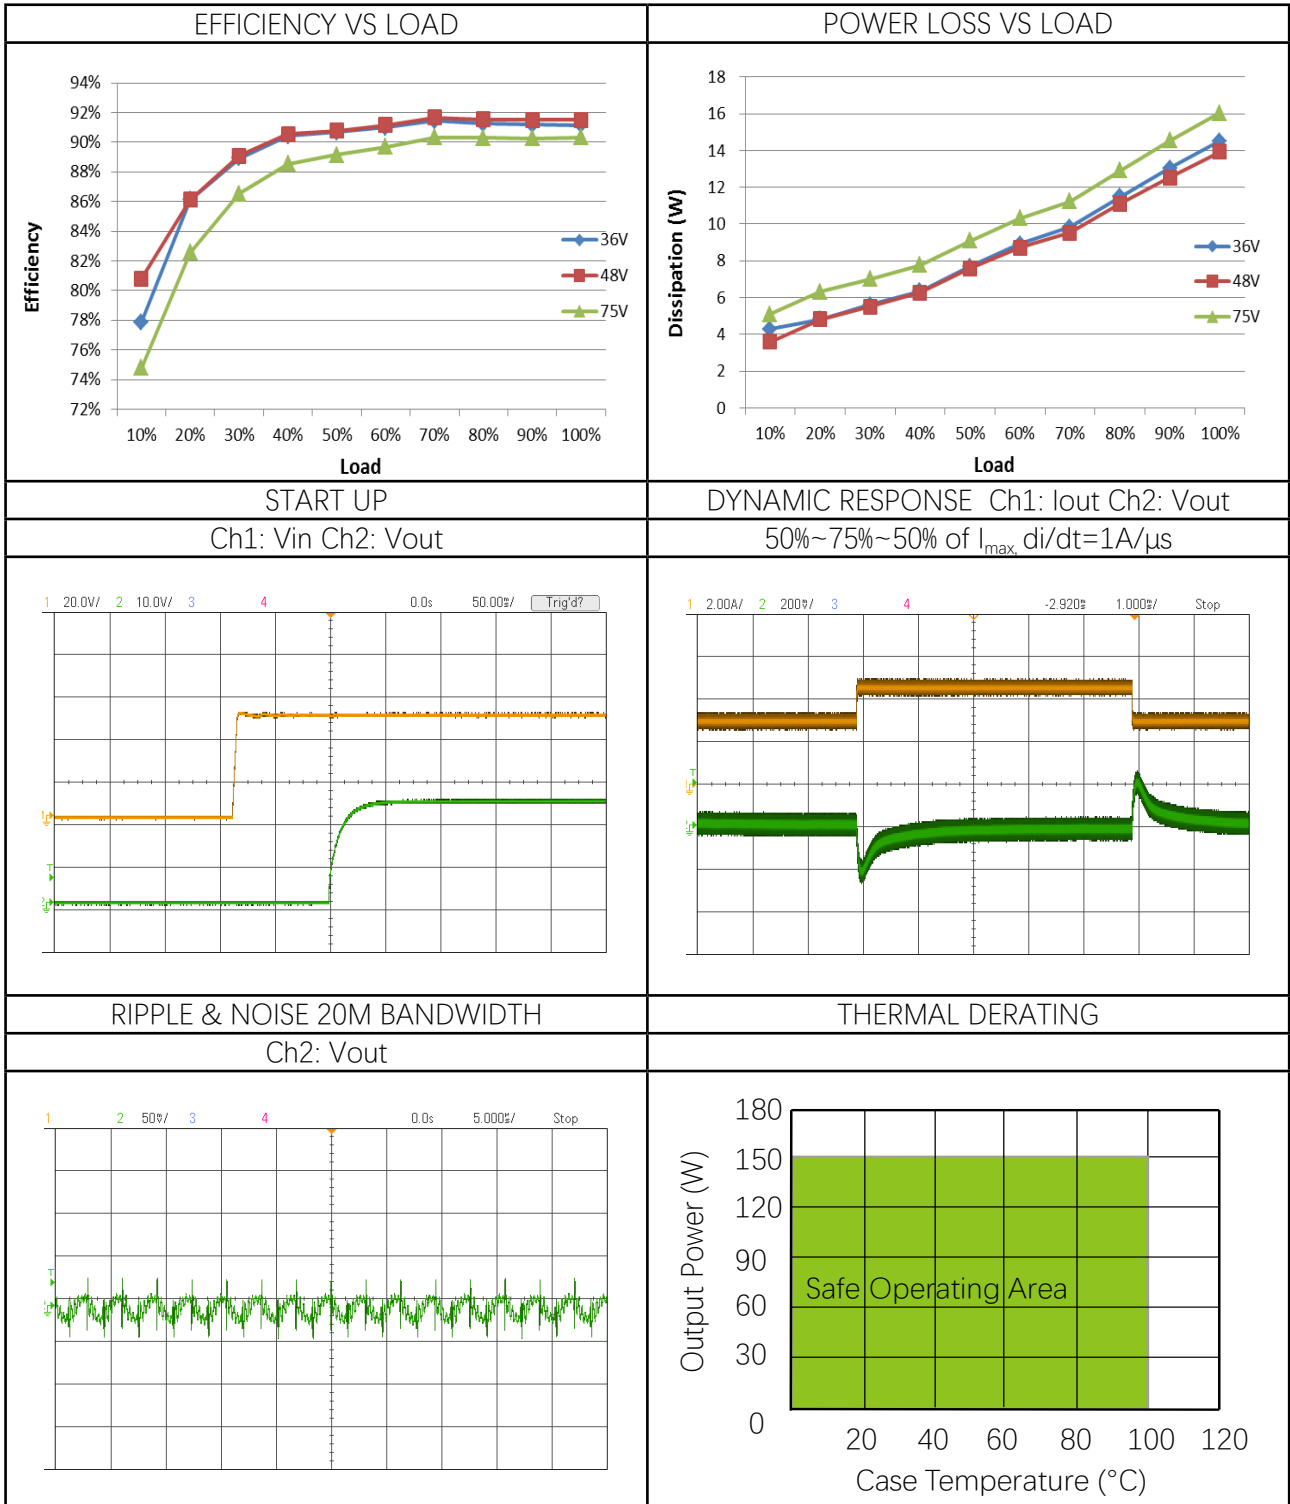 EFFICIENCY VS LOAD
POWER LOSS VS LOAD
94%
92%
90%
88%
86%
84%
82%
80%
78%
76%
74%
72%
Efficiency
10% 20% 30% 40% 50% 60% 70% 80% 90% 100%
Load
36V
48V
75V
18
16
14
12
10
8
6
4
2
0
Dissipation (W)
10% 20% 30% 40% 50% 60% 70% 80% 90% 100%
Load
36V
48V
75V
START UP
DYNAMIC RESPONSE Ch1: Iout Ch2: Vout
Ch1: Vin Ch2: Vout
50%~75%~50% of Imax, di/dt=1A/μs
1 20.0V/ 2 10.0V/ 3 4 0.0s 50.00ms/ Trig'd?
1 2.00A/ 2 200mV/ 3 4 -2.920ms 1.000ms/ Stop
RIPPLE & NOISE 20M BANDWIDTH
THERMAL DERATING
Ch2: Vout
1 2 50mV/ 3 4 0.0s 5.000us/ Stop
180
150
120
90
60
30
0
Output Power (W)
Safe Operating Area
20 40 60 80 100 120
Case Temperature (°C)